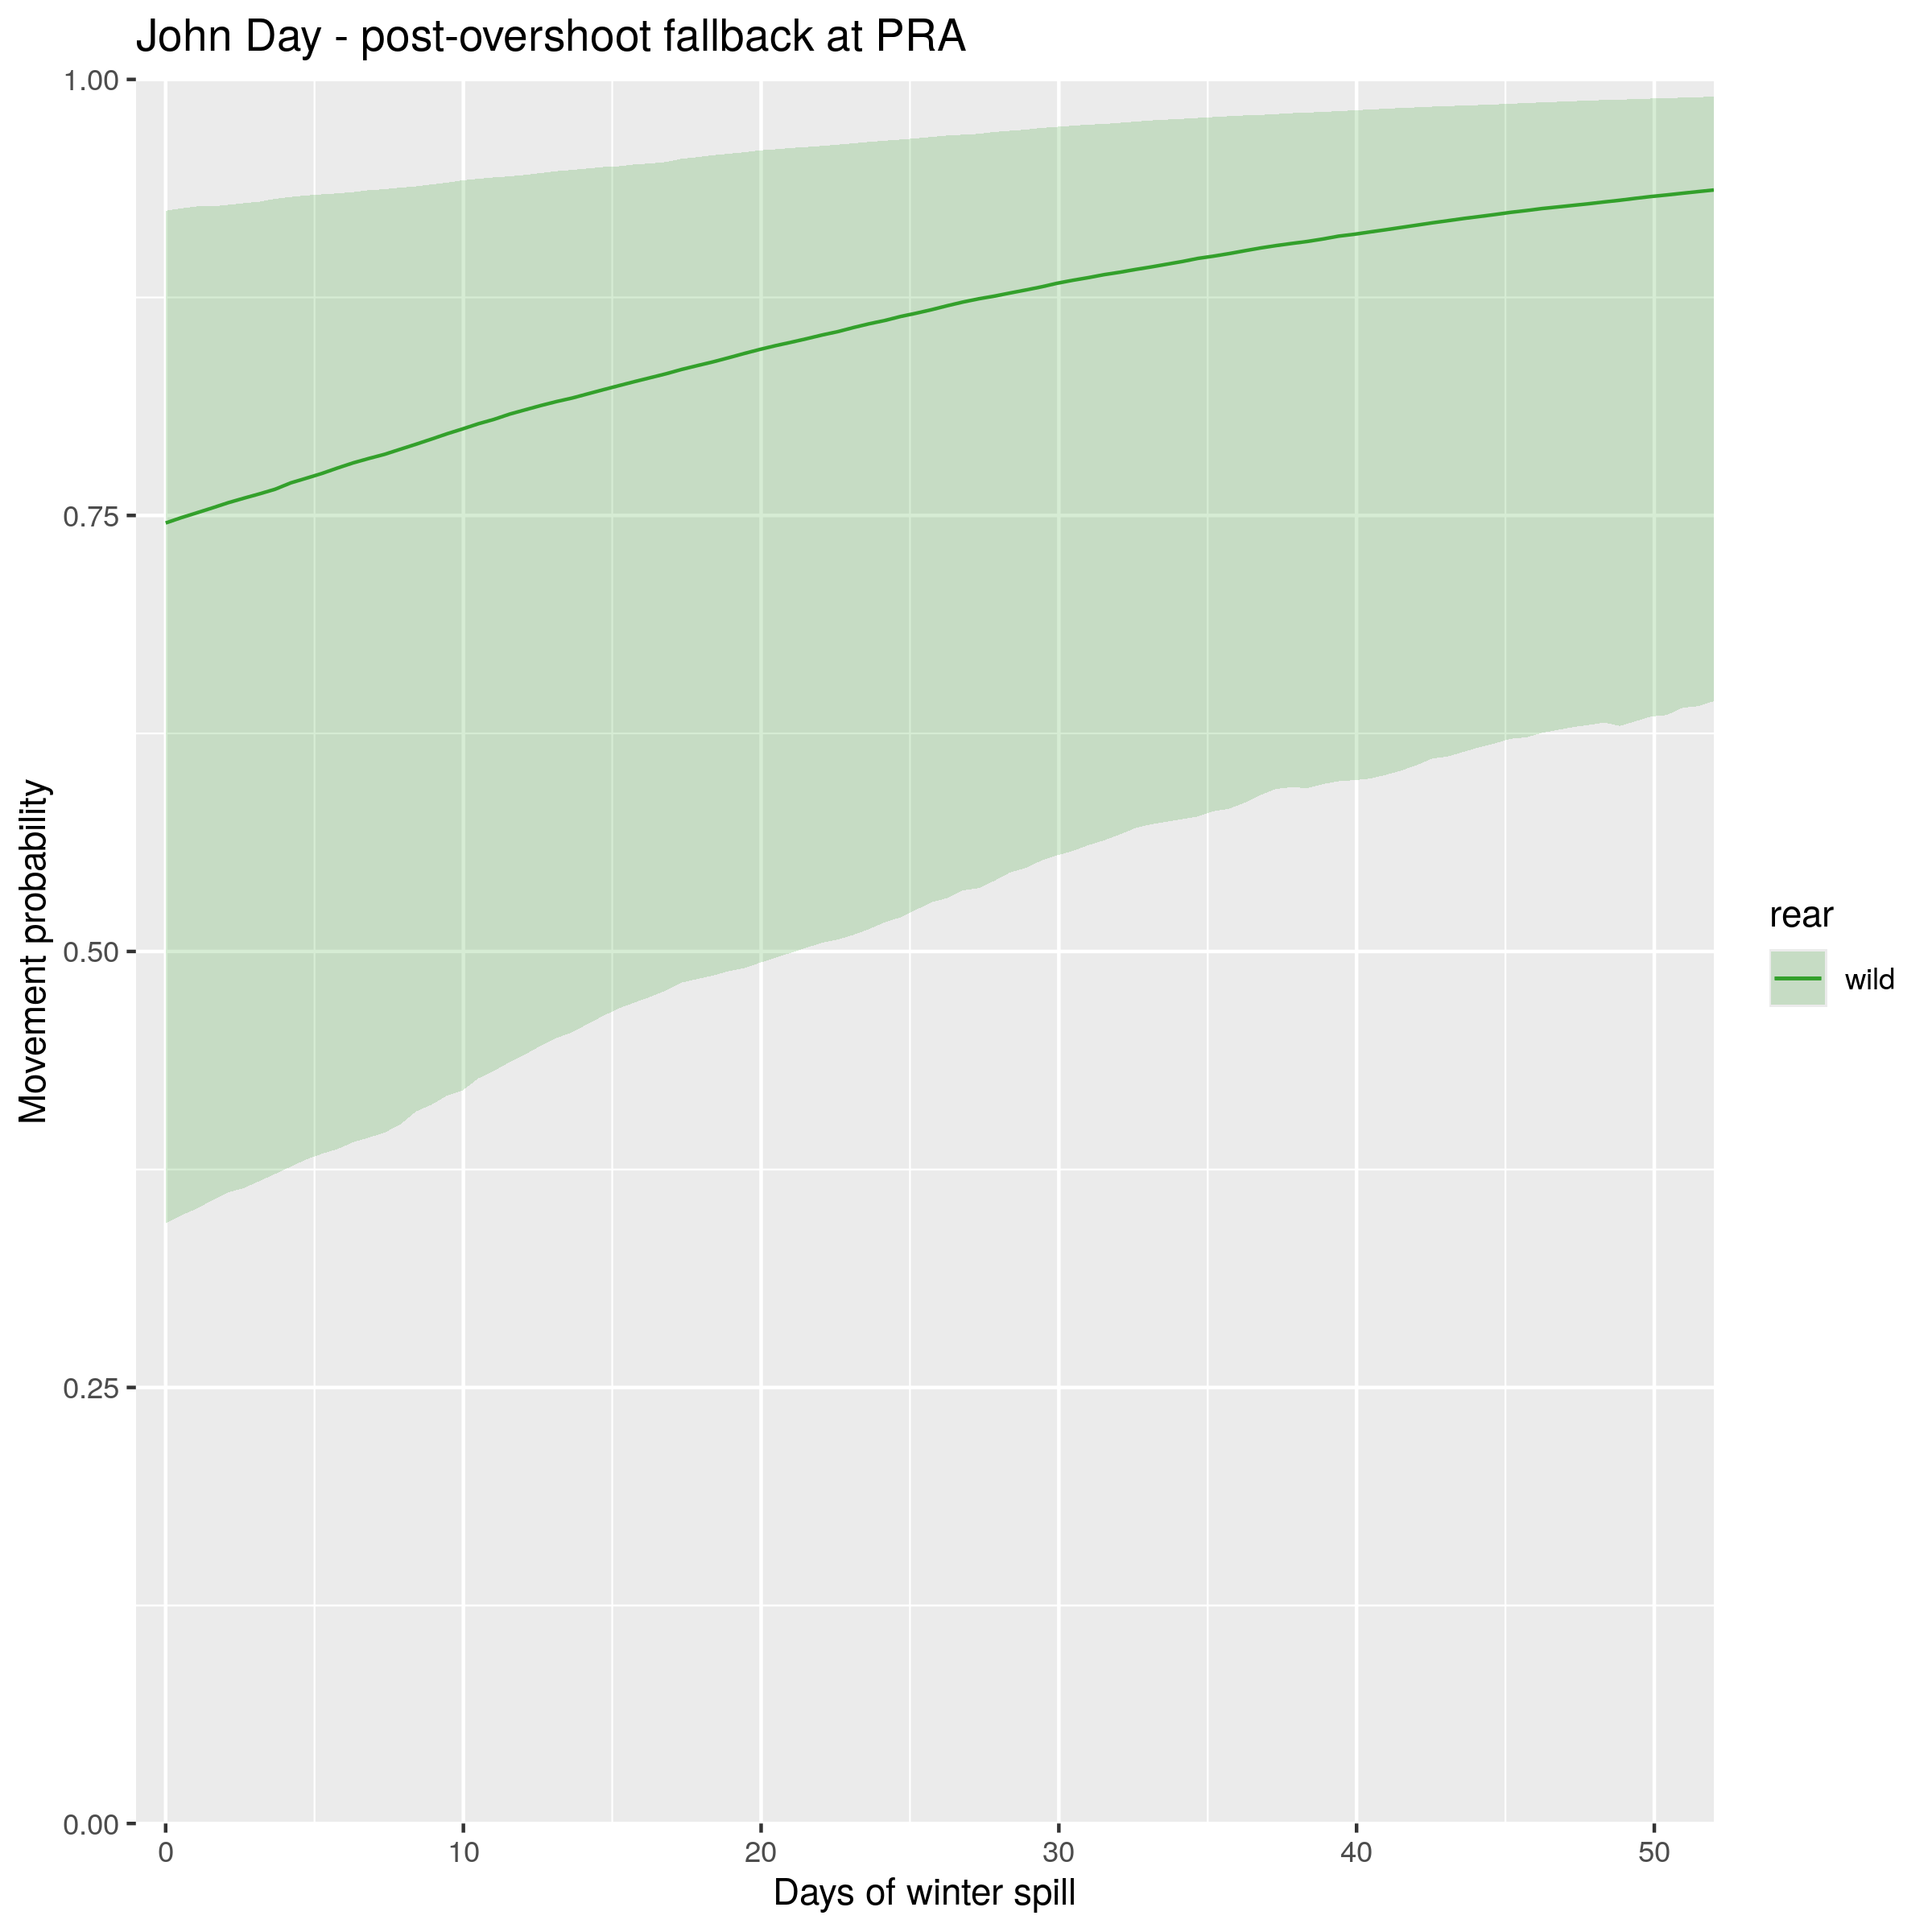 John Day - post-overshoot fallback at PRA
1.00
0.75
0.50
0.25
0.00
Movement probability
0 10 20 30 40 50
Days of winter spill
rear
wild